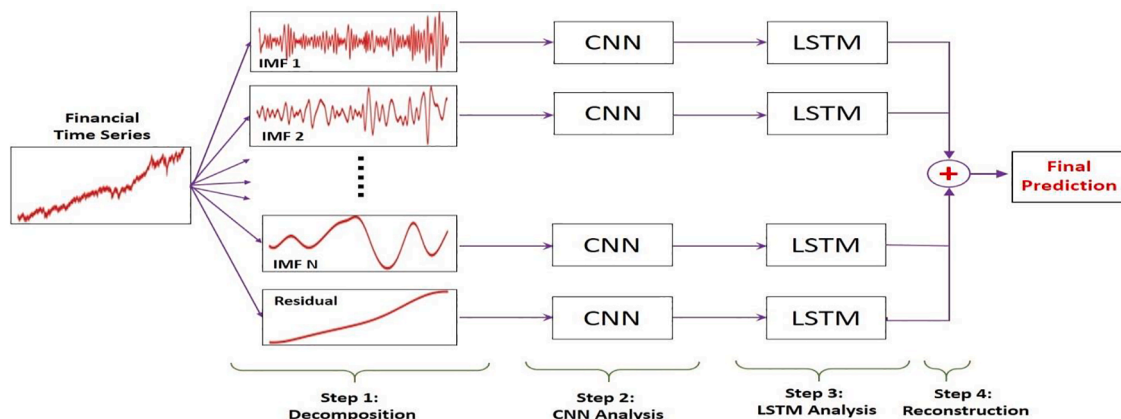 Financial
Time Series
IMF 1
CNN
LSTM
IMF 2
CNN
LSTM
+
Final
Prediction
IMF N
CNN
LSTM
Residual
CNN
LSTM
Step 1:
Decomposition
Step 2:
CNN Analysis
Step 3:
LSTM Analysis
Step 4:
Reconstruction